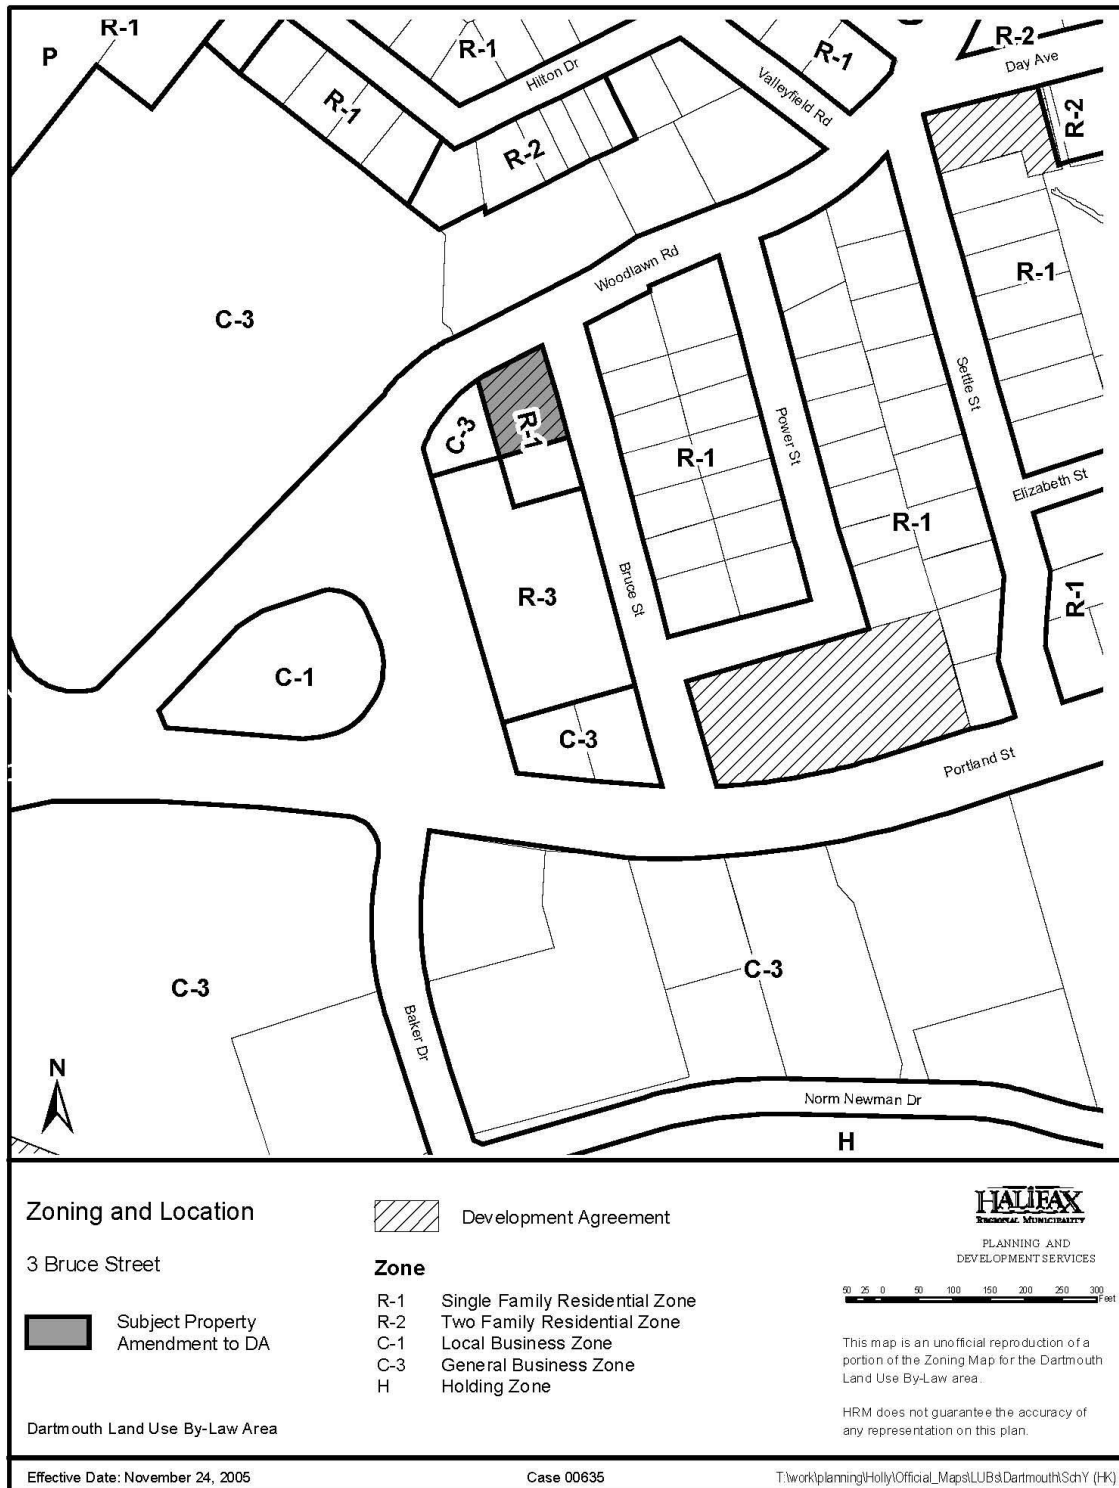 R-1
P
R-1
R-2
Day Ave
R-1
Hilton Dr
Valleyfield Rd
R-1
R-2
R-2
Woodlawn Rd
R-1
C-3
Settle St
C-3
R-1
Power St
R-1
Elizabeth St
R-1
R-3
Bruce St
R-1
C-1
C-3
Portland St
C-3
C-3
Baker Dr
N
Norm Newman Dr
H
Zoning and Location
3 Bruce Street
Subject Property
Amendment to DA
Dartmouth Land Use By-Law Area
Development Agreement
Zone
R-1 Single Family Residential Zone
R-2 Two Family Residential Zone
C-1 Local Business Zone
C-3 General Business Zone
H Holding Zone
HALIFAX
REGIONAL MUNICIPALITY
PLANNING AND
DEVELOPMENT SERVICES
50 25 0 50 100 150 200 250 300
Feet
This map is an unofficial reproduction of a
portion of the Zoning Map for the Dartmouth
Land Use By-Law area.
HRM does not guarantee the accuracy of
any representation on this plan.
Effective Date: November 24, 2005
Case 00635
T:\work\planning\Holly\Official_Maps\LUBs\Dartmouth\SchY (HK)